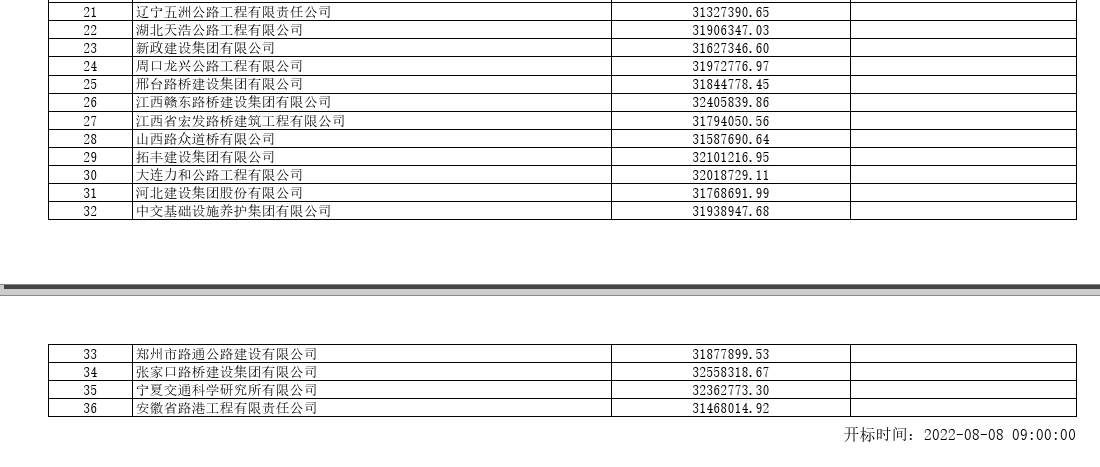 21 辽宁五洲公路工程有限责任公司 31327390.65
22 湖北天浩公路工程有限公司 31906347.03
23 新政建设集团有限公司 31627346.60
24 周口龙兴公路工程有限公司 31972776.97
25 邢台路桥建设集团有限公司 31844778.45
26 江西赣东路桥建设集团有限公司 32405839.86
27 江西省宏发路桥建筑工程有限公司 31794050.56
28 山西路众道桥有限公司 31587690.64
29 拓丰建设集团有限公司 32101216.95
30 大连力和公路工程有限公司 32018729.11
31 河北建设集团股份有限公司 31768691.99
32 中交基础设施养护集团有限公司 31938947.68
33 郑州市路通公路建设有限公司 31877899.53
34 张家口路桥建设集团有限公司 32558318.67
35 宁夏交通科学研究所有限公司 32362773.30
36 安徽省路港工程有限责任公司 31468014.92
开标时间：2022-08-08 09:00:00